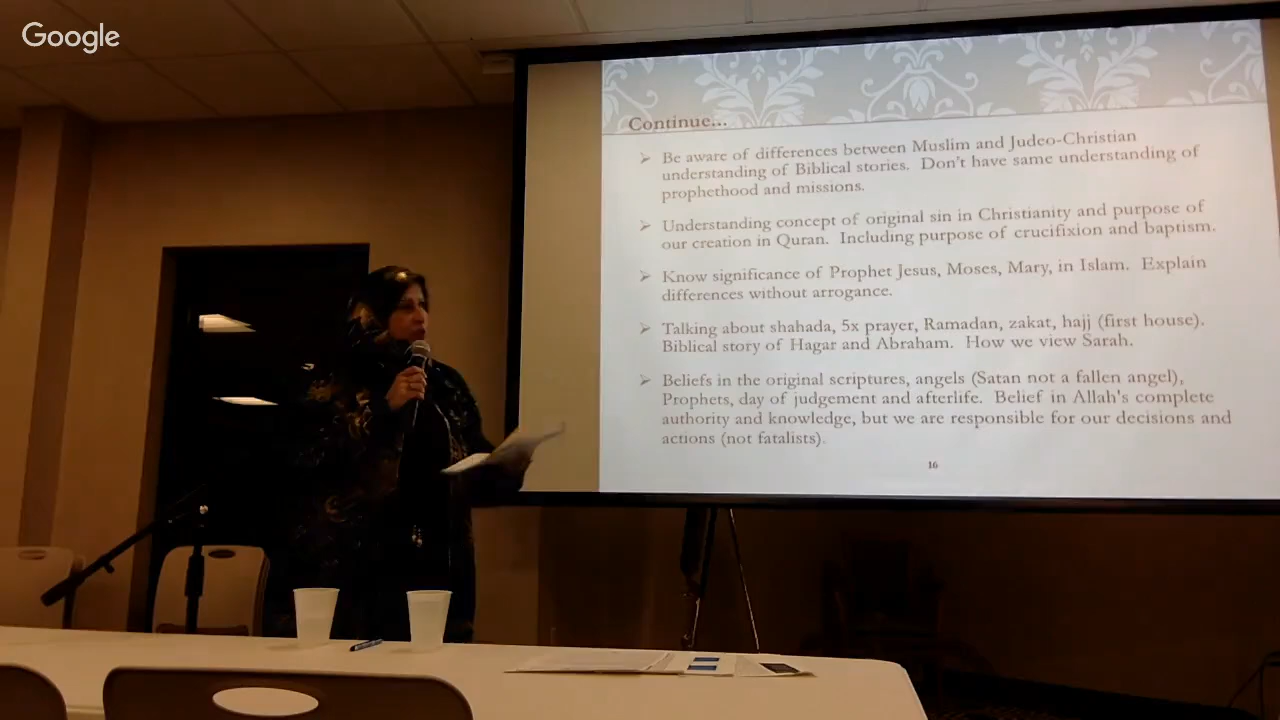 Google
Continue...
➢ Be aware of differences between Muslim and Judeo-Christian
understanding of Biblical stories. Don't have same understanding of
prophethood and missions.
➢ Understanding concept of original sin in Christianity and purpose of
our creation in Quran. Including purpose of crucifixion and baptism.
➢ Know significance of Prophet Jesus, Moses, Mary, in Islam. Explain
differences without arrogance.
➢ Talking about shahada, 5x prayer, Ramadan, zakat, hajj (first house).
Biblical story of Hagar and Abraham. How we view Sarah.
➢ Beliefs in the original scriptures, angels (Satan not a fallen angel),
Prophets, day of judgement and afterlife. Belief in Allah's complete
authority and knowledge, but we are responsible for our decisions and
actions (not fatalists).
16